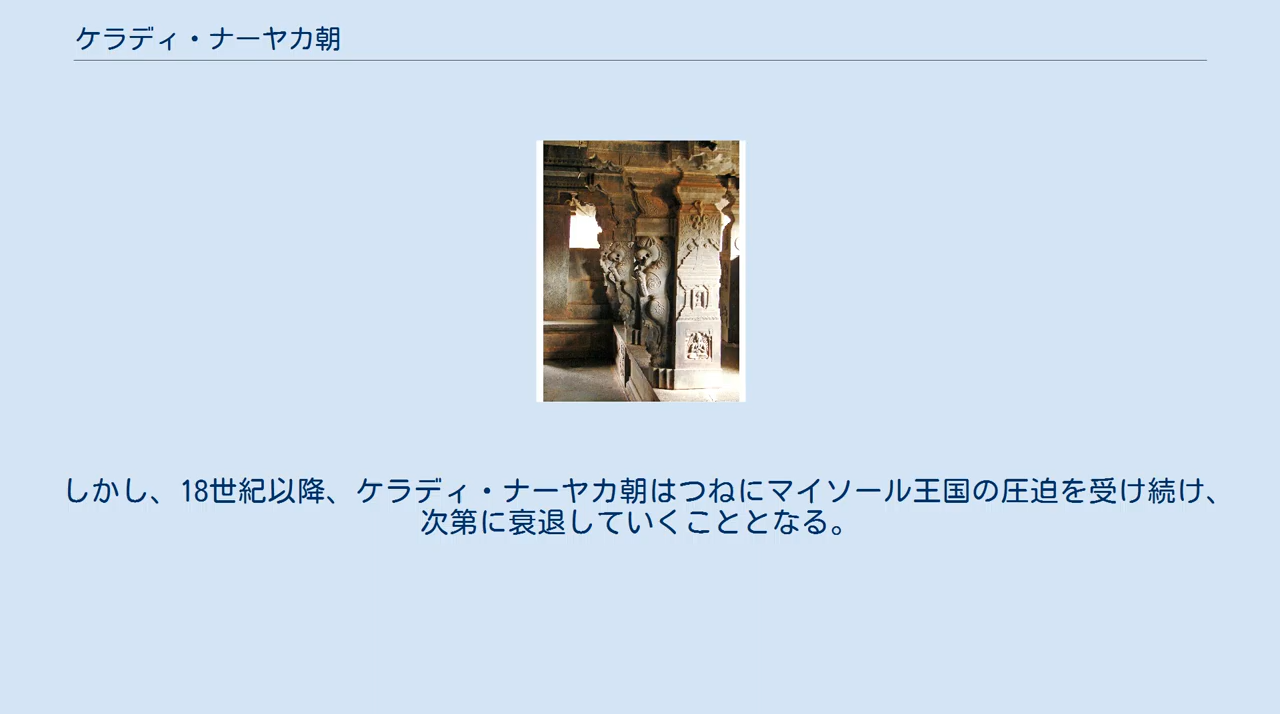 ケラディ・ナーヤカ朝
しかし、18世紀以降、ケラディ・ナーヤカ朝はつねにマイソール王国の圧迫を受け続け、
次第に衰退していくこととなる。